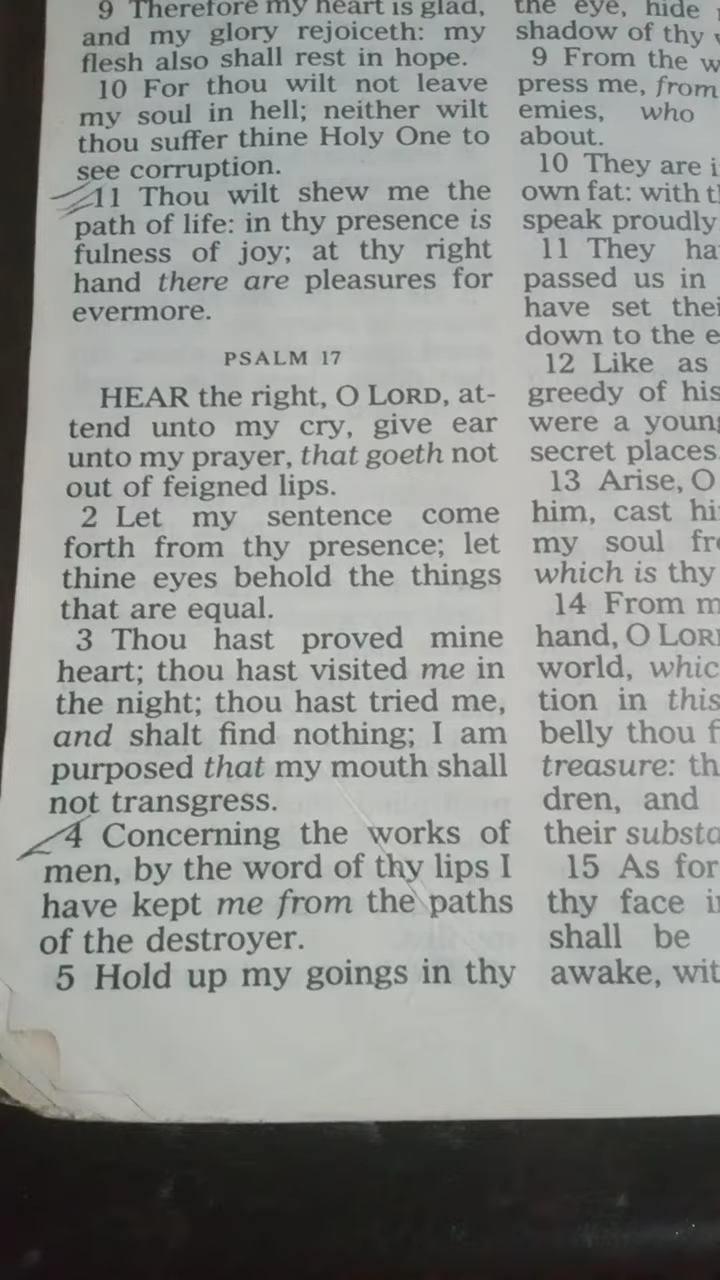 9 Therefore my heart is glad,
and my glory rejoiceth: my
flesh also shall rest in hope.
10 For thou wilt not leave
my soul in hell; neither wilt
thou suffer thine Holy One to
see corruption.
11 Thou wilt shew me the
path of life: in thy presence is
fulness of joy; at thy right
hand there are pleasures for
evermore.
PSALM 17
HEAR the right, O LORD, at-
tend unto my cry, give ear
unto my prayer, that goeth not
out of feigned lips.
2 Let my sentence come
forth from thy presence; let
thine eyes behold the things
that are equal.
3 Thou hast proved mine
heart; thou hast visited me in
the night; thou hast tried me,
and shalt find nothing; I am
purposed that my mouth shall
not transgress.
4 Concerning the works of
men, by the word of thy lips I
have kept me from the paths
of the destroyer.
5 Hold up my goings in thy
the eye, hide
shadow of thy
9 From the
press me, from
emies, who
about.
10 They are
own fat: with
speak proudly
11 They
passed us in
have set
down to the
12 Like as
greedy of his
were a young
secret places.
13 Arise, O
him, cast
my soul
which is thy
14 From
hand, O LORD
world,
tion in this
belly thou
treasure:
dren, and
their
15 As for
thy face
shall be
awake,